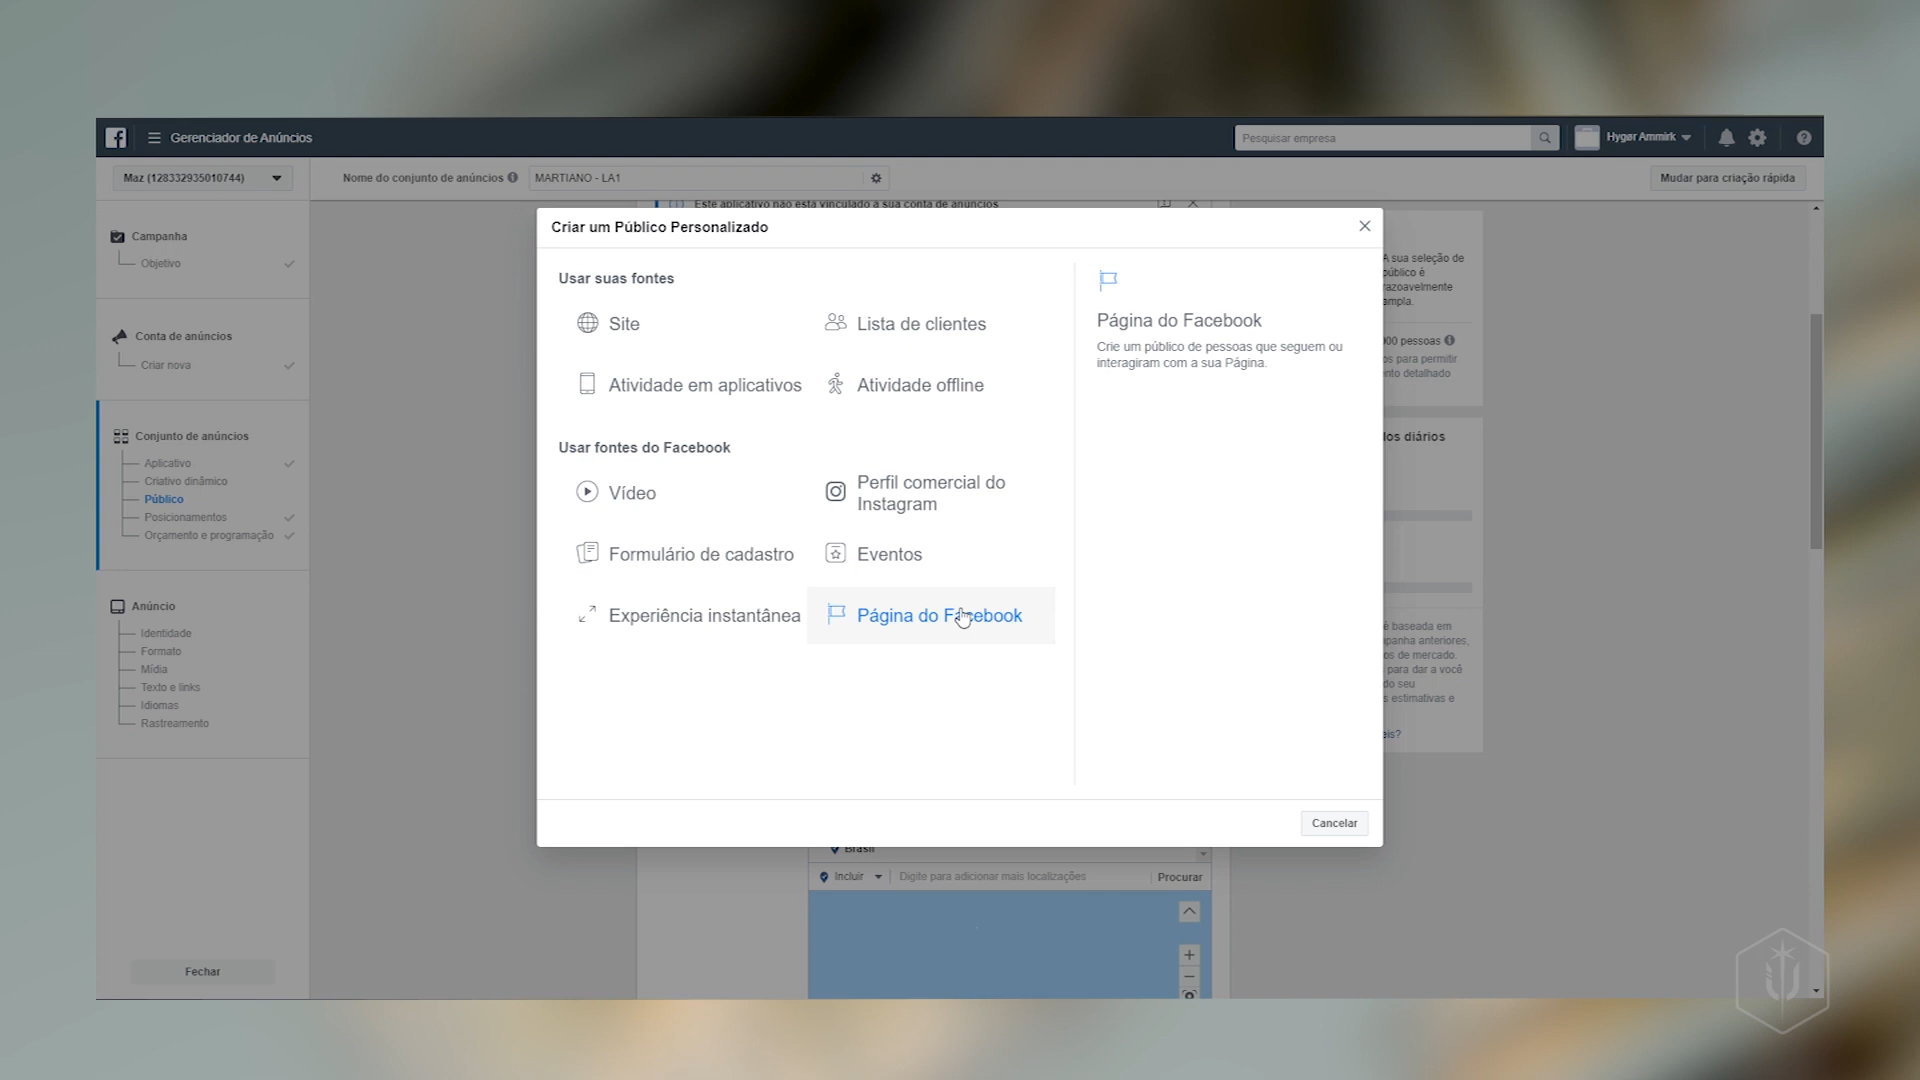 Gerenciador de Anúncios
Pesquisar empresa
Hygør Ammirk
Maz (128332935010744)
Nome do conjunto de anúncios
MARTIANO - LA1
Mudar para criação rápida
Este aplicativo não está vinculado à sua conta de anúncios
Campanha
Objetivo
Conta de anúncios
Criar nova
Conjunto de anúncios
Aplicativo
Criativo dinâmico
Público
Posicionamentos
Orçamento e programação
Anúncio
Identidade
Formato
Mídia
Texto e links
Idiomas
Rastreamento
Fechar
Criar um Público Personalizado
Usar suas fontes
Site
Lista de clientes
Atividade em aplicativos
Atividade offline
Usar fontes do Facebook
Vídeo
Perfil comercial do
Instagram
Formulário de cadastro
Eventos
Experiência instantânea
Página do Facebook
Página do Facebook
Crie um público de pessoas que seguem ou
interagiram com a sua Página.
Cancelar
A sua seleção de
público é
razoavelmente
ampla.
000 pessoas
os para permitir
nto detalhado
los diários
é baseada em
panha anteriores,
os de mercado.
para dar a você
do seu
s estimativas e
eis?
Brasil
Incluir
Digite para adicionar mais localizações
Procurar